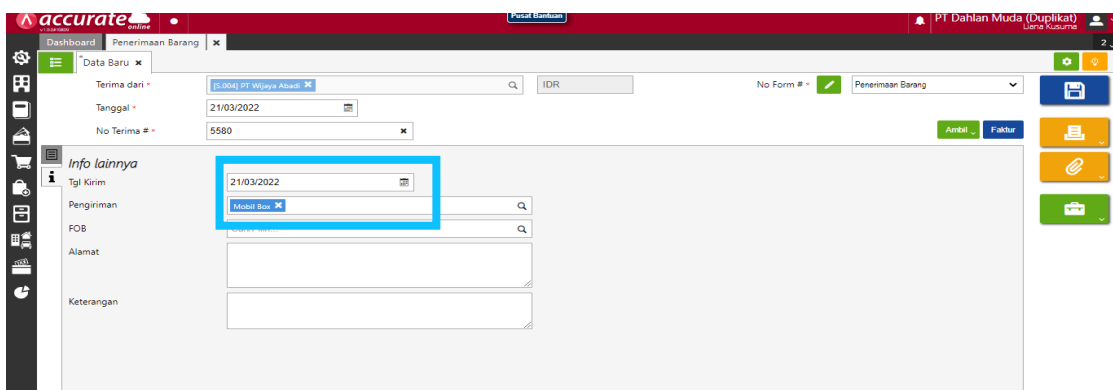 accurate online
Pusat Bantuan
PT Dahlan Muda (Duplikat)
Liana Kusuma
Dashboard Penerimaan Barang
2
*Data Baru
Terima dari * [S.004] PT Wijaya Abadi IDR No Form # * Penerimaan Barang
Tanggal * 21/03/2022
No Terima # * 5580 Ambil Faktur
Info lainnya
Tgl Kirim 21/03/2022
Pengiriman Mobil Box
FOB
Alamat
Keterangan